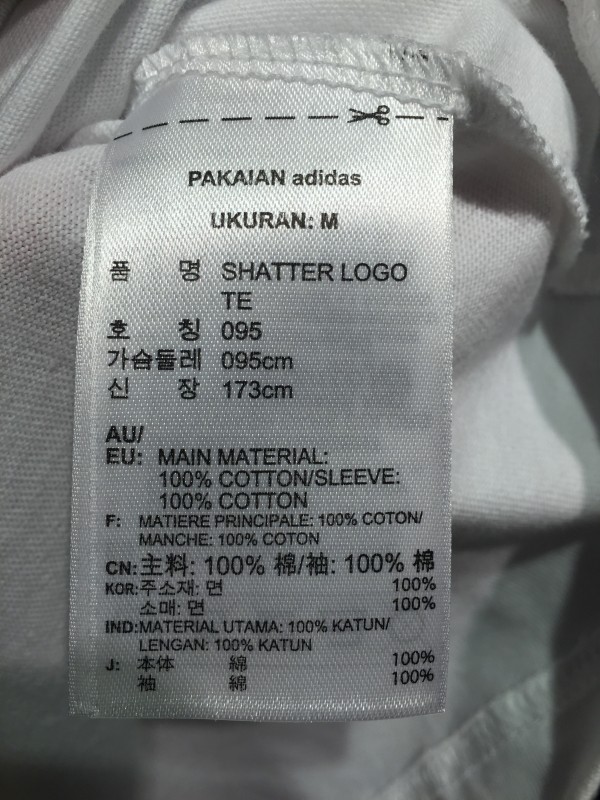 PAKAIAN adidas
UKURAN: M
품 명 SHATTER LOGO
TE
호 칭 095
가슴둘레 095cm
신 장 173cm
AU/
EU: MAIN MATERIAL:
100% COTTON/SLEEVE:
100% COTTON
F: MATIERE PRINCIPALE: 100% COTON/
MANCHE: 100% COTON
CN: 主料: 100% 棉/袖: 100% 棉
KOR: 주소재: 면 100%
소매: 면 100%
IND: MATERIAL UTAMA: 100% KATUN/
LENGAN: 100% KATUN
J: 本体 綿 100%
袖 綿 100%